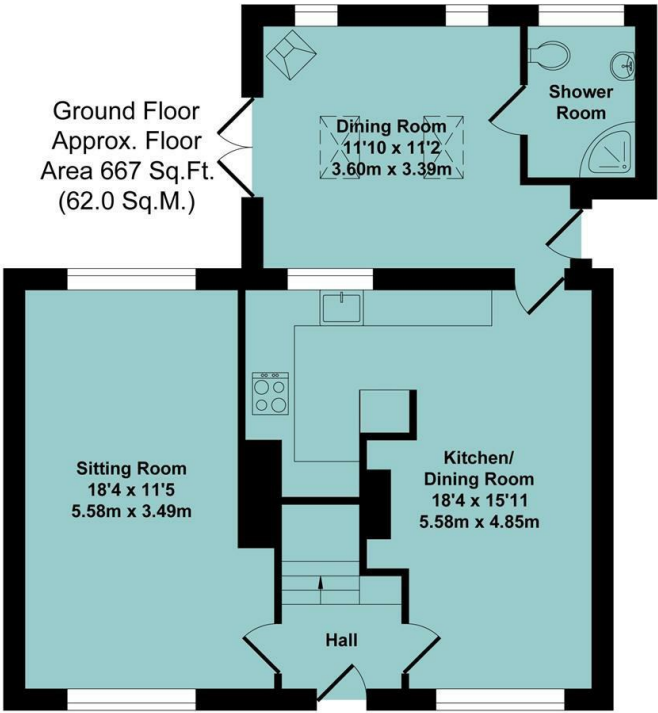 Ground Floor
Approx. Floor
Area 667 Sq.Ft.
(62.0 Sq.M.)
Dining Room
11'10 x 11'2
3.60m x 3.39m
Shower
Room
Sitting Room
18'4 x 11'5
5.58m x 3.49m
Kitchen/
Dining Room
18'4 x 15'11
5.58m x 4.85m
Hall